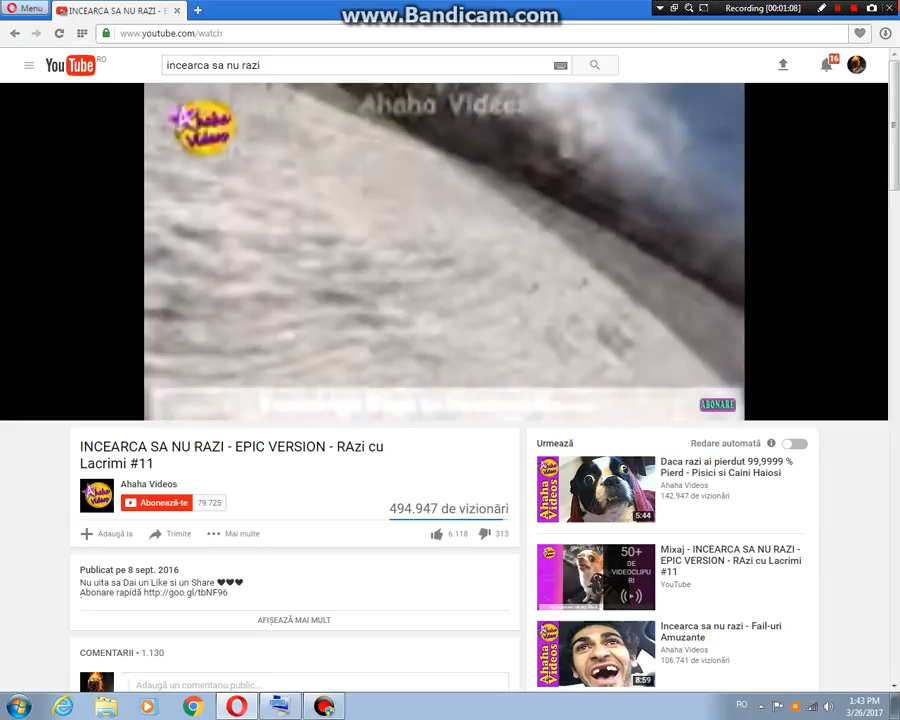 Menu
INCEARCA SA NU RAZI - E
www.Bandicam.com
Recording [00:01:08]
www.youtube.com/watch
YouTube RO
incearca sa nu razi
16
Ahaha Videos
Ahaha Videos
ABONARE
INCEARCA SA NU RAZI - EPIC VERSION - RAzi cu
Lacrimi #11
Ahaha Videos
Abonează-te 79.725
494.947 de vizionări
Adaugă la Trimite Mai multe
6.118 313
Publicat pe 8 sept. 2016
Nu uita sa Dai un Like si un Share ♥♥♥
Abonare rapidă http://goo.gl/tbNF96
AFIȘEAZĂ MAI MULT
COMENTARII • 1.130
Adaugă un comentariu public...
Urmează
Redare automată
Daca razi ai pierdut 99,9999 %
Pierd - Pisici si Caini Haiosi
Ahaha Videos
142.947 de vizionări
Ahaha Videos
5:44
Mixaj - INCEARCA SA NU RAZI -
EPIC VERSION - RAzi cu Lacrimi
#11
YouTube
50+
DE
VIDEOCLIPU
RI
Incearca sa nu razi - Fail-uri
Amuzante
Ahaha Videos
106.741 de vizionări
Ahaha Videos
8:59
RO
1:43 PM
3/26/2017